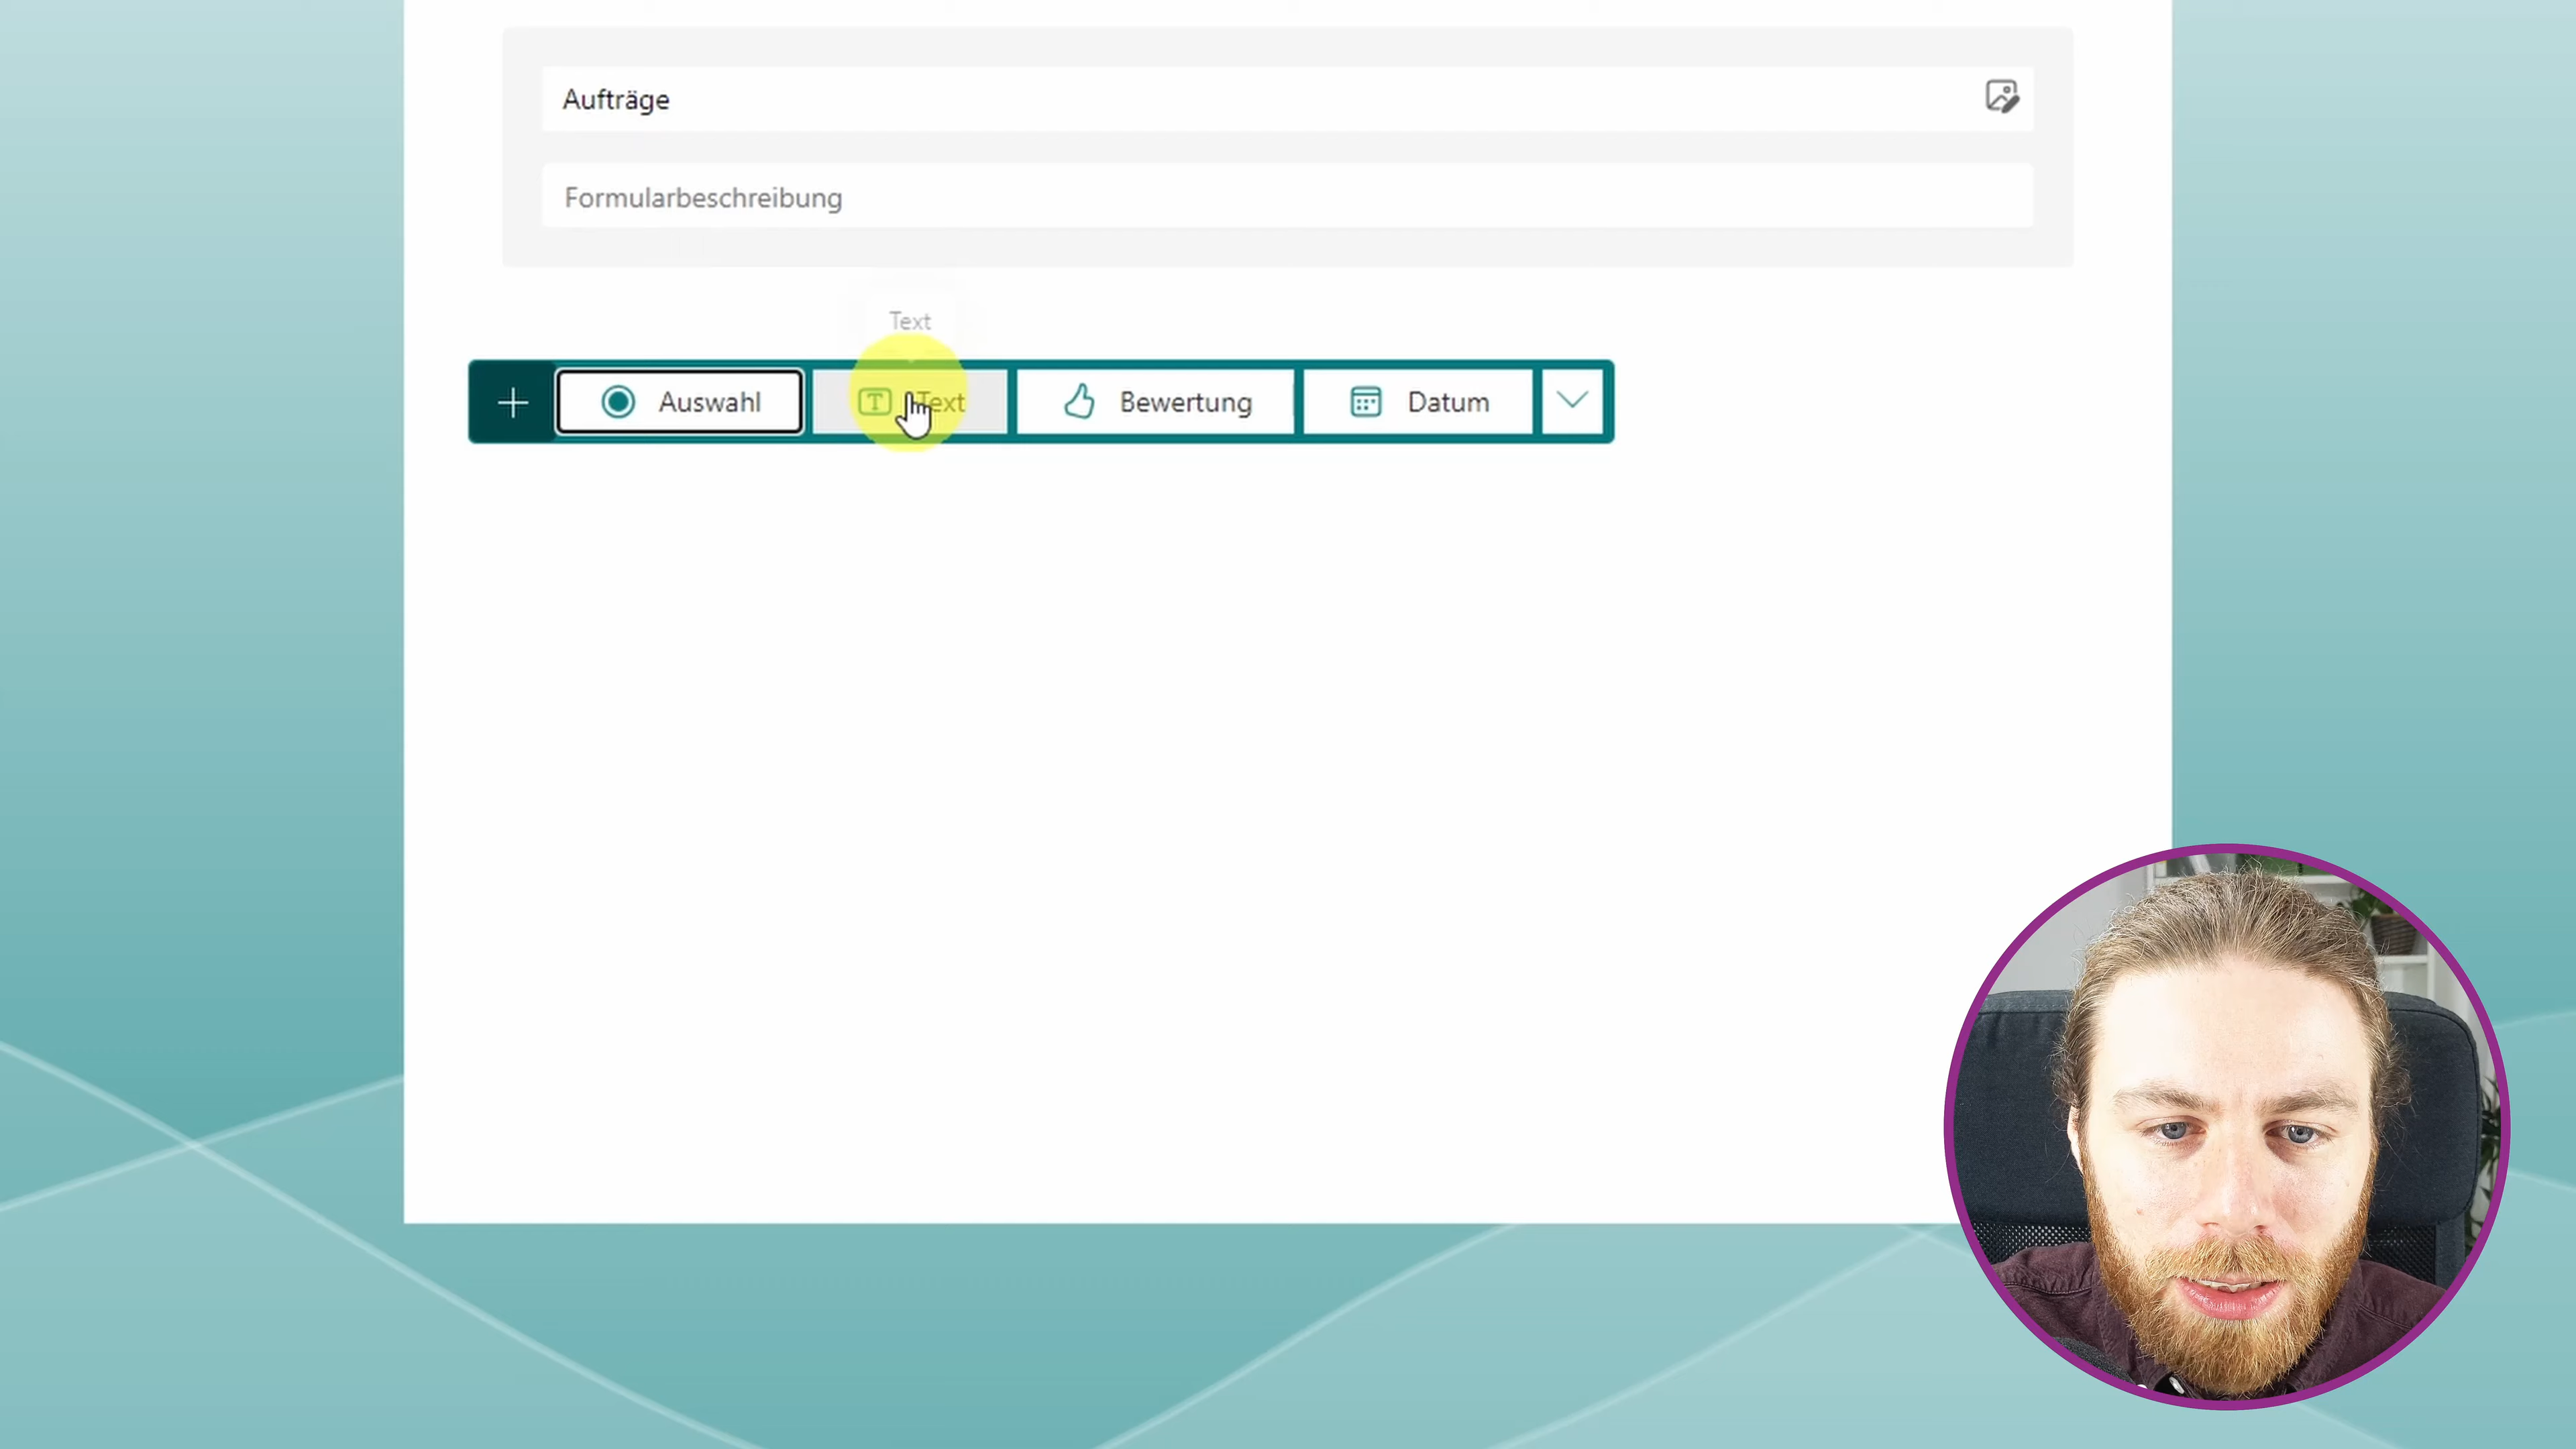 Aufträge
Formularbeschreibung
Text
Auswahl
Text
Bewertung
Datum